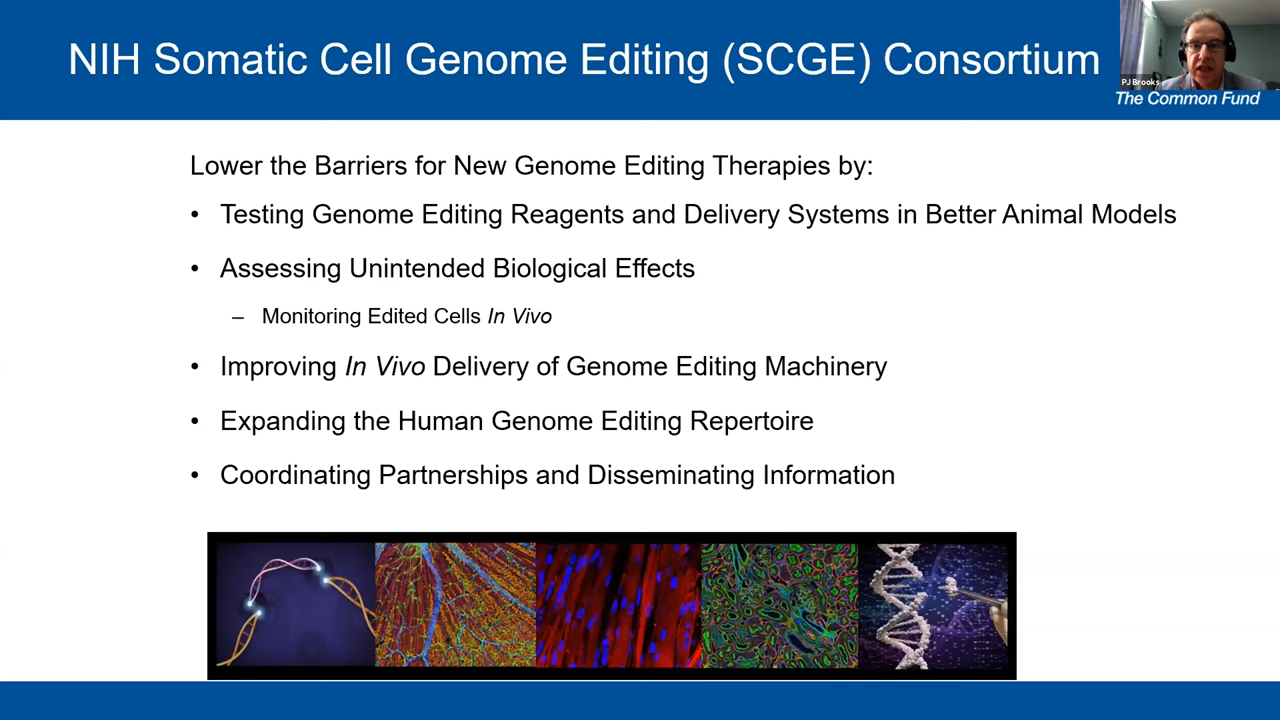 NIH Somatic Cell Genome Editing (SCGE) Consortium
PJ Brooks
The Common Fund
Lower the Barriers for New Genome Editing Therapies by:
• Testing Genome Editing Reagents and Delivery Systems in Better Animal Models
• Assessing Unintended Biological Effects
– Monitoring Edited Cells In Vivo
• Improving In Vivo Delivery of Genome Editing Machinery
• Expanding the Human Genome Editing Repertoire
• Coordinating Partnerships and Disseminating Information